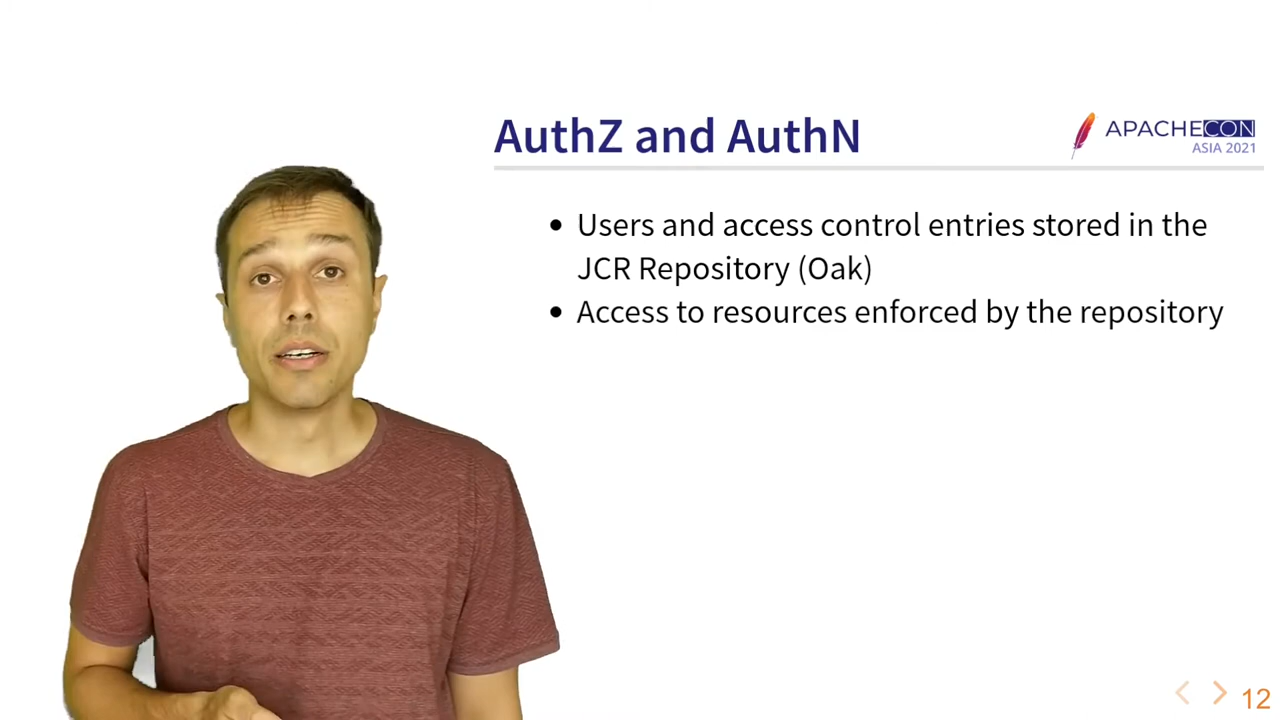 AuthZ and AuthN
APACHECON
ASIA 2021
• Users and access control entries stored in the
JCR Repository (Oak)
• Access to resources enforced by the repository
12